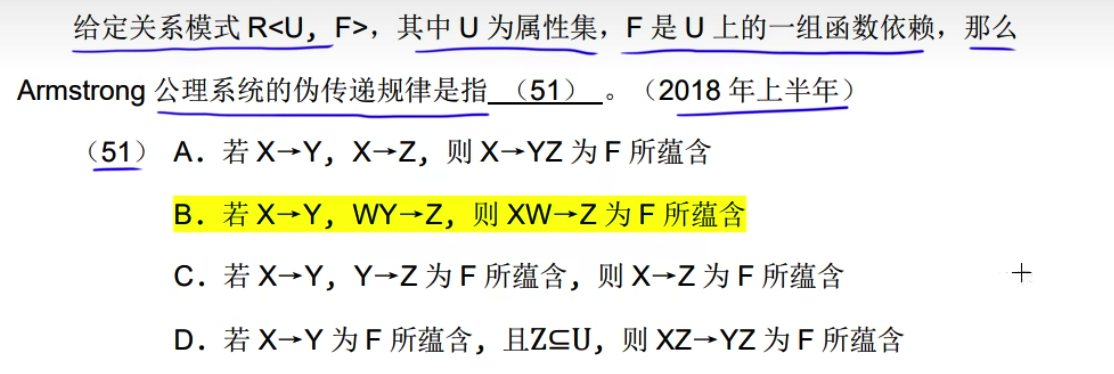 给定关系模式 R<U，F>，其中 U 为属性集，F 是 U 上的一组函数依赖，那么
Armstrong 公理系统的伪传递规律是指 （51） 。（2018 年上半年）
（51） A．若 X→Y，X→Z，则 X→YZ 为 F 所蕴含
B．若 X→Y，WY→Z，则 XW→Z 为 F 所蕴含
C．若 X→Y，Y→Z 为 F 所蕴含，则 X→Z 为 F 所蕴含
D．若 X→Y 为 F 所蕴含，且Z⊆U，则 XZ→YZ 为 F 所蕴含